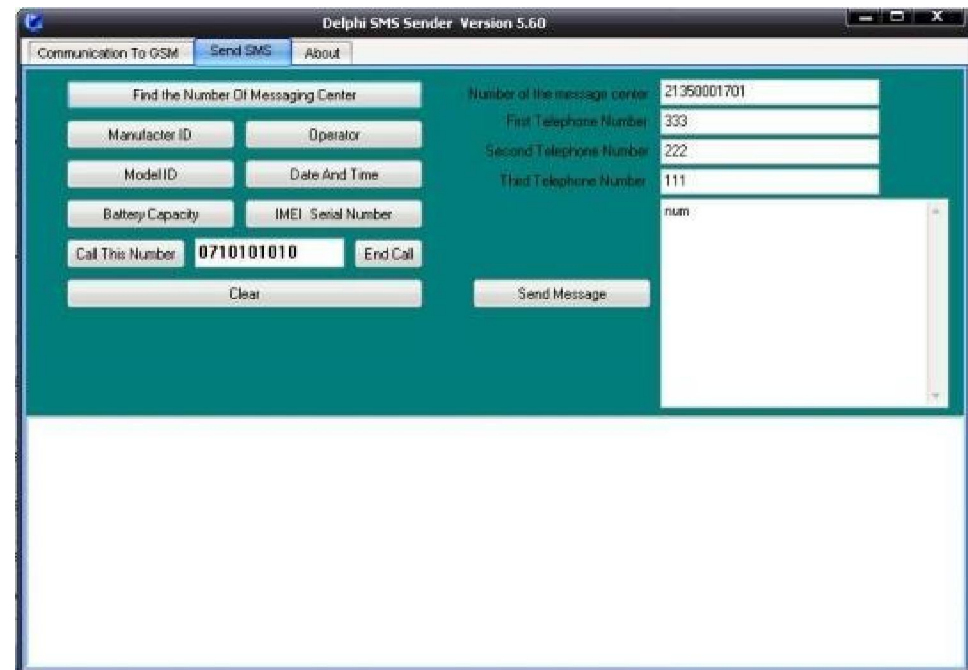 Delphi SMS Sender Version 5.60
Communication To GSM Send SMS About
Find the Number Of Messaging Center
Manufacter ID Operator
Model ID Date And Time
Battery Capacity IMEI Serial Number
Call This Number 0710101010 End Call
Clear
Number of the message center 21350001701
First Telephone Number 333
Second Telephone Number 222
Third Telephone Number 111
num
Send Message